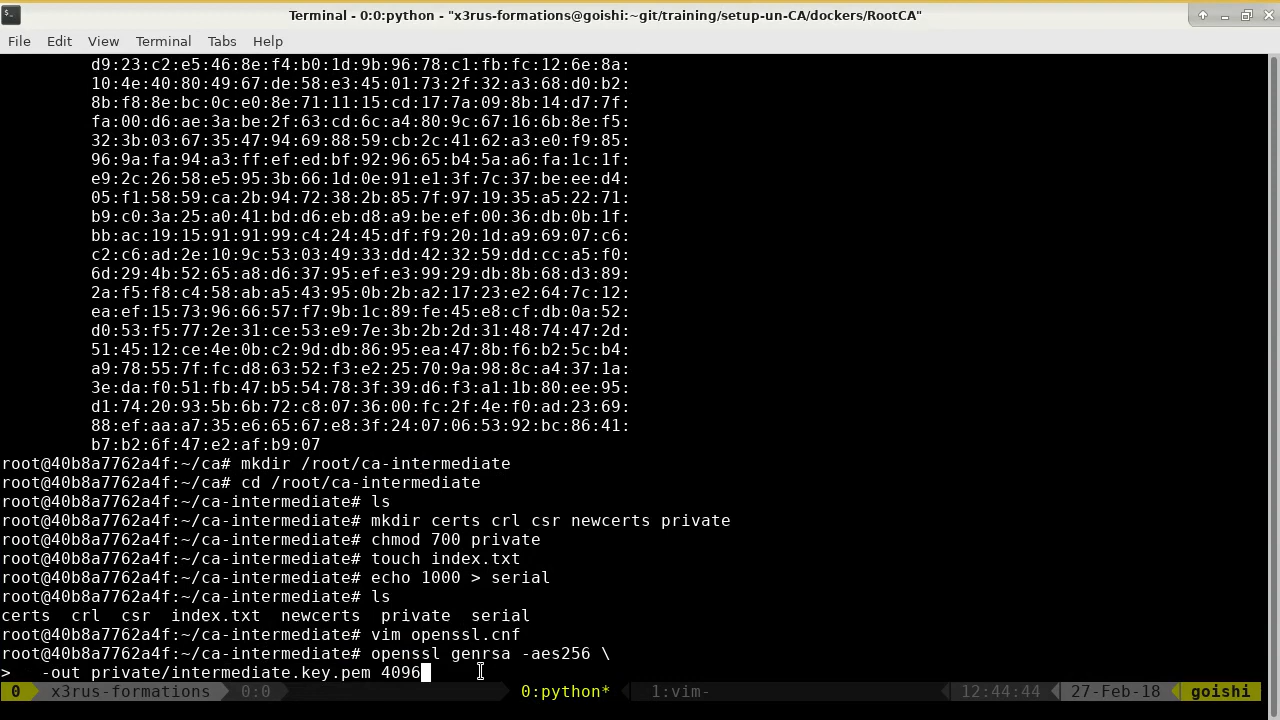 Terminal - 0:0:python - "x3rus-formations@goishi:~git/training/setup-un-CA/dockers/RootCA"
File Edit View Terminal Tabs Help
d9:23:c2:e5:46:8e:f4:b0:1d:9b:96:78:c1:fb:fc:12:6e:8a:
10:4e:40:80:49:67:de:58:e3:45:01:73:2f:32:a3:68:d0:b2:
8b:f8:8e:bc:0c:e0:8e:71:11:15:cd:17:7a:09:8b:14:d7:7f:
fa:00:d6:ae:3a:be:2f:63:cd:6c:a4:80:9c:67:16:6b:8e:f5:
32:3b:03:67:35:47:94:69:88:59:cb:2c:41:62:a3:e0:f9:85:
96:9a:fa:94:a3:ff:ef:ed:bf:92:96:65:b4:5a:a6:fa:1c:1f:
e9:2c:26:58:e5:95:3b:66:1d:0e:91:e1:3f:7c:37:be:ee:d4:
05:f1:58:59:ca:2b:94:72:38:2b:85:7f:97:19:35:a5:22:71:
b9:c0:3a:25:a0:41:bd:d6:eb:d8:a9:be:ef:00:36:db:0b:1f:
bb:ac:19:15:91:91:99:c4:24:45:df:f9:20:1d:a9:69:07:c6:
c2:c6:ad:2e:10:9c:53:03:49:33:dd:42:32:59:dd:cc:a5:f0:
6d:29:4b:52:65:a8:d6:37:95:ef:e3:99:29:db:8b:68:d3:89:
2a:f5:f8:c4:58:ab:a5:43:95:0b:2b:a2:17:23:e2:64:7c:12:
ea:ef:15:73:96:66:57:f7:9b:1c:89:fe:45:e8:cf:db:0a:52:
d0:53:f5:77:2e:31:ce:53:e9:7e:3b:2b:2d:31:48:74:47:2d:
51:45:12:ce:4e:0b:c2:9d:db:86:95:ea:47:8b:f6:b2:5c:b4:
a9:78:55:7f:fc:d8:63:52:f3:e2:25:70:9a:98:8c:a4:37:1a:
3e:da:f0:51:fb:47:b5:54:78:3f:39:d6:f3:a1:1b:80:ee:95:
d1:74:20:93:5b:6b:72:c8:07:36:00:fc:2f:4e:f0:ad:23:69:
88:ef:aa:a7:35:e6:65:67:e8:3f:24:07:06:53:92:bc:86:41:
b7:b2:6f:47:e2:af:b9:07
root@40b8a7762a4f:~/ca# mkdir /root/ca-intermediate
root@40b8a7762a4f:~/ca# cd /root/ca-intermediate
root@40b8a7762a4f:~/ca-intermediate# ls
root@40b8a7762a4f:~/ca-intermediate# mkdir certs crl csr newcerts private
root@40b8a7762a4f:~/ca-intermediate# chmod 700 private
root@40b8a7762a4f:~/ca-intermediate# touch index.txt
root@40b8a7762a4f:~/ca-intermediate# echo 1000 > serial
root@40b8a7762a4f:~/ca-intermediate# ls
certs  crl  csr  index.txt  newcerts  private  serial
root@40b8a7762a4f:~/ca-intermediate# vim openssl.cnf
root@40b8a7762a4f:~/ca-intermediate# openssl genrsa -aes256 \
>   -out private/intermediate.key.pem 4096
0 x3rus-formations 0:0 0:python* 1:vim- 12:44:44 27-Feb-18 goishi